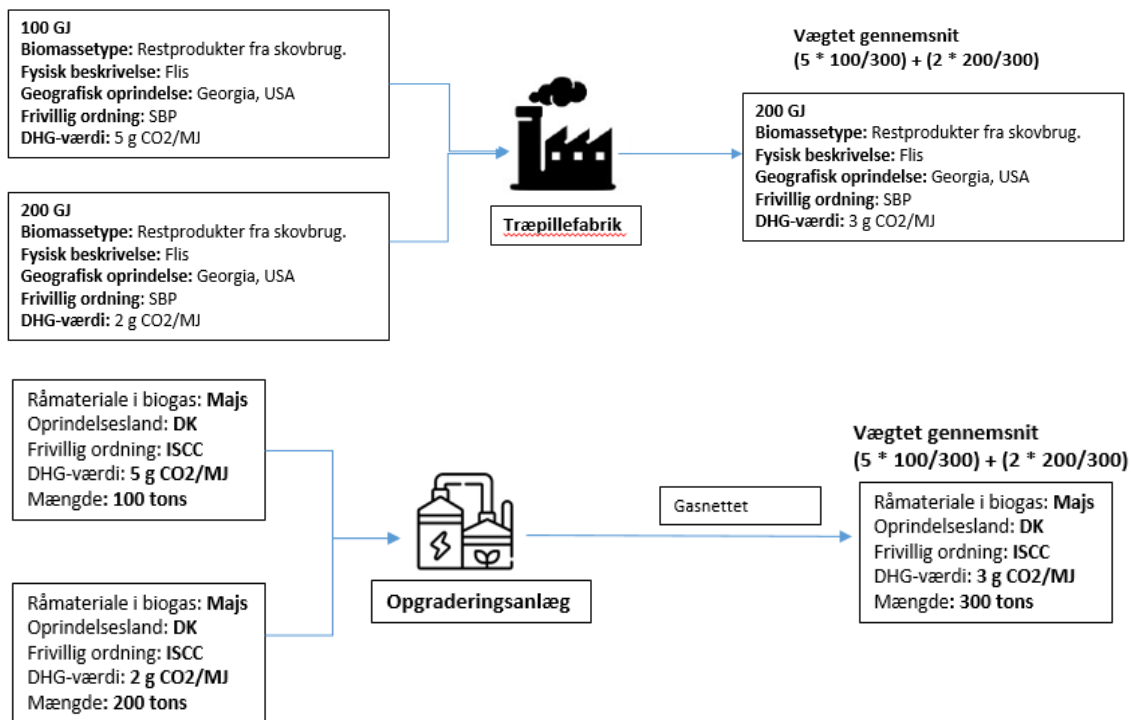 100 GJ
Biomassetype: Restprodukter fra skovbrug.
Fysisk beskrivelse: Flis
Geografisk oprindelse: Georgia, USA
Frivillig ordning: SBP
DHG-værdi: 5 g CO2/MJ
200 GJ
Biomassetype: Restprodukter fra skovbrug.
Fysisk beskrivelse: Flis
Geografisk oprindelse: Georgia, USA
Frivillig ordning: SBP
DHG-værdi: 2 g CO2/MJ
Træpillefabrik
Vægtet gennemsnit
(5 * 100/300) + (2 * 200/300)
200 GJ
Biomassetype: Restprodukter fra skovbrug.
Fysisk beskrivelse: Flis
Geografisk oprindelse: Georgia, USA
Frivillig ordning: SBP
DHG-værdi: 3 g CO2/MJ
Råmateriale i biogas: Majs
Oprindelsesland: DK
Frivillig ordning: ISCC
DHG-værdi: 5 g CO2/MJ
Mængde: 100 tons
Råmateriale i biogas: Majs
Oprindelsesland: DK
Frivillig ordning: ISCC
DHG-værdi: 2 g CO2/MJ
Mængde: 200 tons
Opgraderingsanlæg
Gasnettet
Vægtet gennemsnit
(5 * 100/300) + (2 * 200/300)
Råmateriale i biogas: Majs
Oprindelsesland: DK
Frivillig ordning: ISCC
DHG-værdi: 3 g CO2/MJ
Mængde: 300 tons